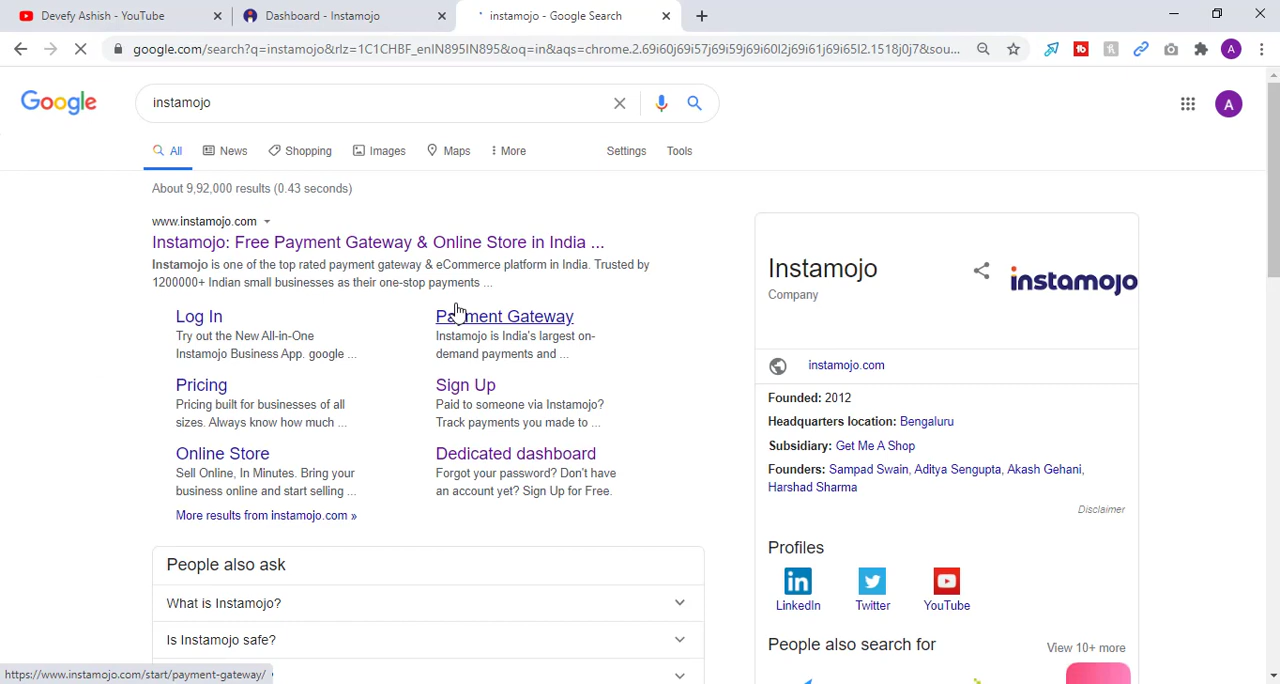 Devefy Ashish - YouTube
Dashboard - Instamojo
instamojo - Google Search
google.com/search?q=instamojo&rlz=1C1CHBF_enIN895IN895&oq=in&aqs=chrome.2.69i60j69i57j69i59j69i60l2j69i61j69i65l2.1518j0j7&sou...
A
Google
instamojo
A
All
News
Shopping
Images
Maps
More
Settings
Tools
About 9,92,000 results (0.43 seconds)
www.instamojo.com
Instamojo: Free Payment Gateway & Online Store in India ...
Instamojo is one of the top rated payment gateway & eCommerce platform in India. Trusted by
1200000+ Indian small businesses as their one-stop payments ...
Log In
Try out the New All-in-One
Instamojo Business App. google ...
Payment Gateway
Instamojo is India's largest on-
demand payments and ...
Pricing
Pricing built for businesses of all
sizes. Always know how much ...
Sign Up
Paid to someone via Instamojo?
Track payments you made to ...
Online Store
Sell Online, In Minutes. Bring your
business online and start selling ...
Dedicated dashboard
Forgot your password? Don't have
an account yet? Sign Up for Free.
More results from instamojo.com »
People also ask
What is Instamojo?
Is Instamojo safe?
Instamojo
Company
instamojo
instamojo.com
Founded: 2012
Headquarters location: Bengaluru
Subsidiary: Get Me A Shop
Founders: Sampad Swain, Aditya Sengupta, Akash Gehani,
Harshad Sharma
Disclaimer
Profiles
LinkedIn
Twitter
YouTube
People also search for
View 10+ more
https://www.instamojo.com/start/payment-gateway/